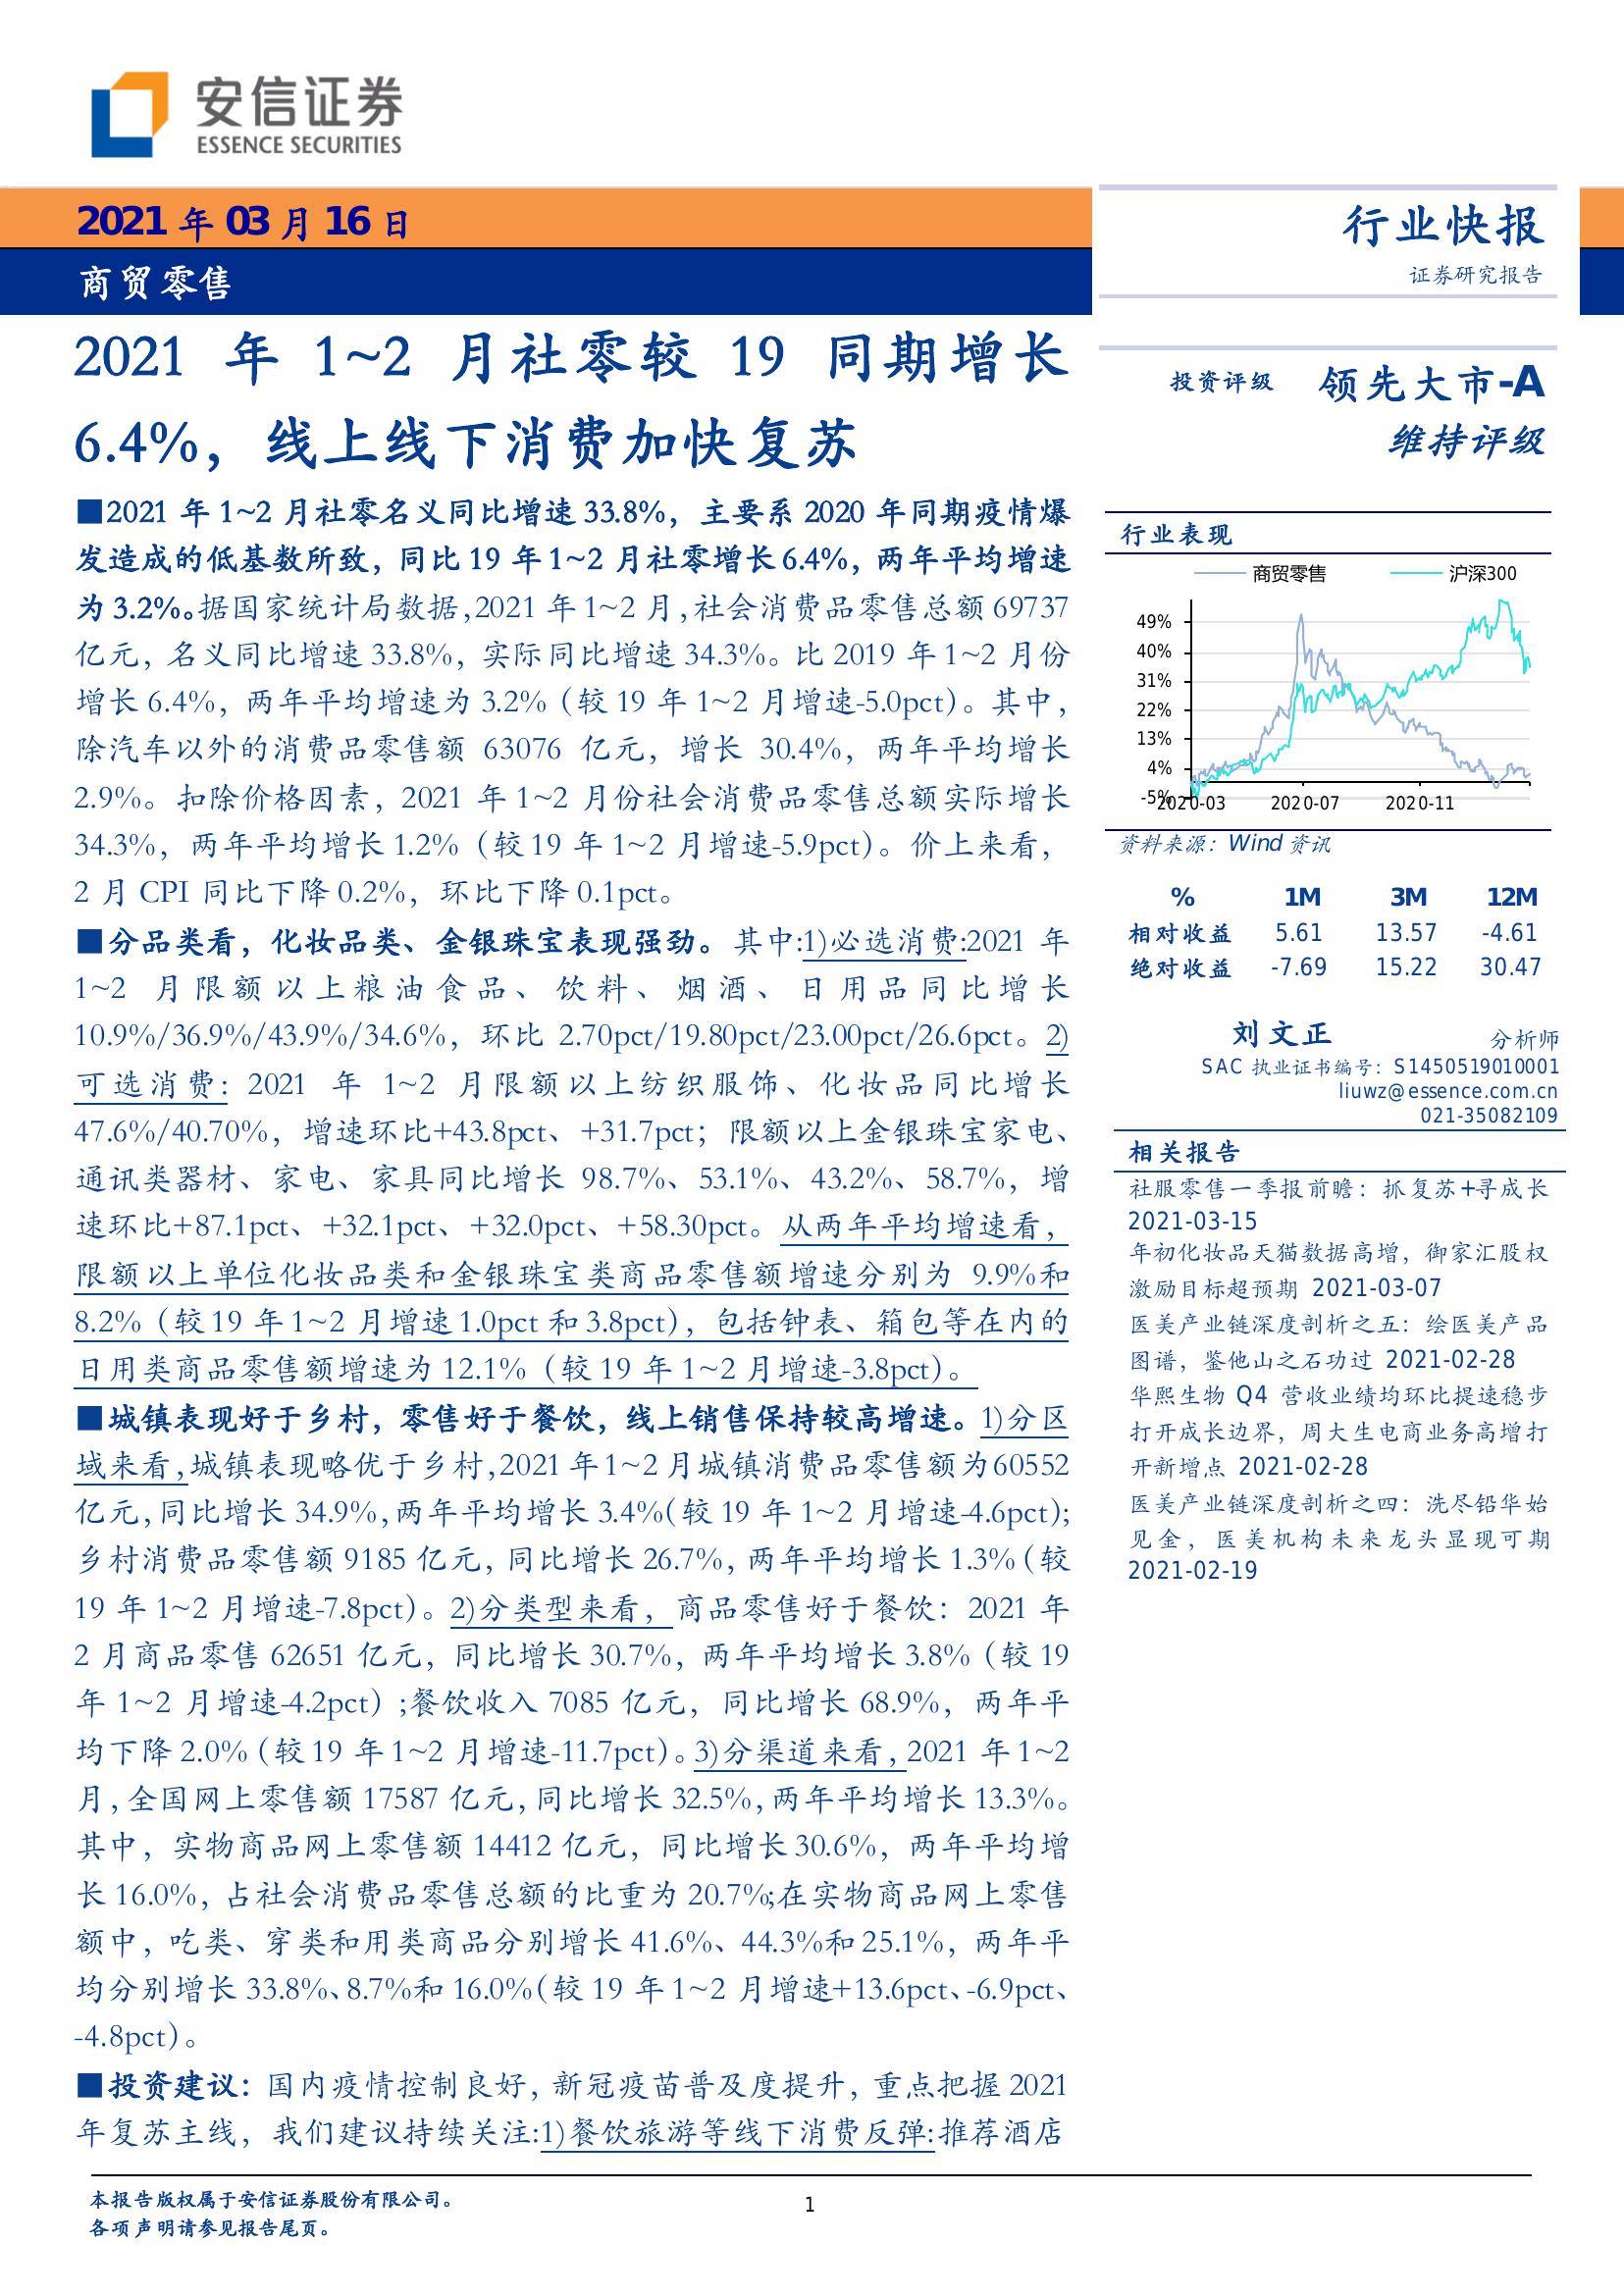 安信证券
ESSENCE SECURITIES
2021 年 03 月 16 日
商贸零售
行业快报
证券研究报告
2021 年 1~2 月社零较 19 同期增长
6.4%，线上线下消费加快复苏
■2021 年 1~2 月社零名义同比增速 33.8%，主要系 2020 年同期疫情爆
发造成的低基数所致，同比 19 年 1~2 月社零增长 6.4%，两年平均增速
为 3.2%。据国家统计局数据,2021 年 1~2 月,社会消费品零售总额 69737
亿元，名义同比增速 33.8%，实际同比增速 34.3%。比 2019 年 1~2 月份
增长 6.4%，两年平均增速为 3.2%（较 19 年 1~2 月增速-5.0pct）。其中，
除汽车以外的消费品零售额 63076 亿元，增长 30.4%，两年平均增长
2.9%。扣除价格因素，2021 年 1~2 月份社会消费品零售总额实际增长
34.3%，两年平均增长 1.2%（较 19 年 1~2 月增速-5.9pct）。价上来看，
2 月 CPI 同比下降 0.2%，环比下降 0.1pct。
■分品类看，化妆品类、金银珠宝表现强劲。其中:1)必选消费:2021 年
1~2 月限额以上粮油食品、饮料、烟酒、日用品同比增长
10.9%/36.9%/43.9%/34.6%，环比 2.70pct/19.80pct/23.00pct/26.6pct。2)
可选消费: 2021 年 1~2 月限额以上纺织服饰、化妆品同比增长
47.6%/40.70%，增速环比+43.8pct、+31.7pct；限额以上金银珠宝家电、
通讯类器材、家电、家具同比增长 98.7%、53.1%、43.2%、58.7%，增
速环比+87.1pct、+32.1pct、+32.0pct、+58.30pct。从两年平均增速看，
限额以上单位化妆品类和金银珠宝类商品零售额增速分别为 9.9%和
8.2%（较 19 年 1~2 月增速 1.0pct 和 3.8pct），包括钟表、箱包等在内的
日用类商品零售额增速为 12.1%（较 19 年 1~2 月增速-3.8pct）。
■城镇表现好于乡村，零售好于餐饮，线上销售保持较高增速。1)分区
域来看,城镇表现略优于乡村,2021 年 1~2 月城镇消费品零售额为 60552
亿元,同比增长 34.9%,两年平均增长 3.4%(较 19 年 1~2 月增速-4.6pct);
乡村消费品零售额 9185 亿元，同比增长 26.7%，两年平均增长 1.3%（较
19 年 1~2 月增速-7.8pct）。2)分类型来看，商品零售好于餐饮：2021 年
2 月商品零售 62651 亿元，同比增长 30.7%，两年平均增长 3.8%（较 19
年 1~2 月增速-4.2pct）;餐饮收入 7085 亿元，同比增长 68.9%，两年平
均下降 2.0%（较 19 年 1~2 月增速-11.7pct）。3)分渠道来看,2021 年 1~2
月,全国网上零售额 17587 亿元,同比增长 32.5%,两年平均增长 13.3%。
其中，实物商品网上零售额 14412 亿元，同比增长 30.6%，两年平均增
长 16.0%，占社会消费品零售总额的比重为 20.7%;在实物商品网上零售
额中，吃类、穿类和用类商品分别增长 41.6%、44.3%和 25.1%，两年平
均分别增长 33.8%、8.7%和 16.0%(较 19 年 1~2 月增速+13.6pct、-6.9pct、
-4.8pct）。
■投资建议：国内疫情控制良好，新冠疫苗普及度提升，重点把握 2021
年复苏主线，我们建议持续关注:1)餐饮旅游等线下消费反弹:推荐酒店
投资评级 领先大市-A
维持评级
行业表现
商贸零售 沪深300
49%
40%
31%
22%
13%
4%
-5%
2020-03 2020-07 2020-11
资料来源：Wind 资讯
% 1M 3M 12M
相对收益 5.61 13.57 -4.61
绝对收益 -7.69 15.22 30.47
刘文正 分析师
SAC 执业证书编号：S1450519010001
liuwz@essence.com.cn
021-35082109
相关报告
社服零售一季报前瞻：抓复苏+寻成长
2021-03-15
年初化妆品天猫数据高增，御家汇股权
激励目标超预期 2021-03-07
医美产业链深度剖析之五：绘医美产品
图谱，鉴他山之石功过 2021-02-28
华熙生物 Q4 营收业绩均环比提速稳步
打开成长边界，周大生电商业务高增打
开新增点 2021-02-28
医美产业链深度剖析之四：洗尽铅华始
见金，医美机构未来龙头显现可期
2021-02-19
本报告版权属于安信证券股份有限公司。
各项声明请参见报告尾页。
1